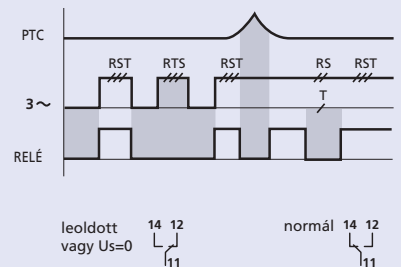 PTC
RST RTS RST RS RST
3~ T
RELÉ
leoldott 14 12 normál 14 12
vagy Us=0
11 11